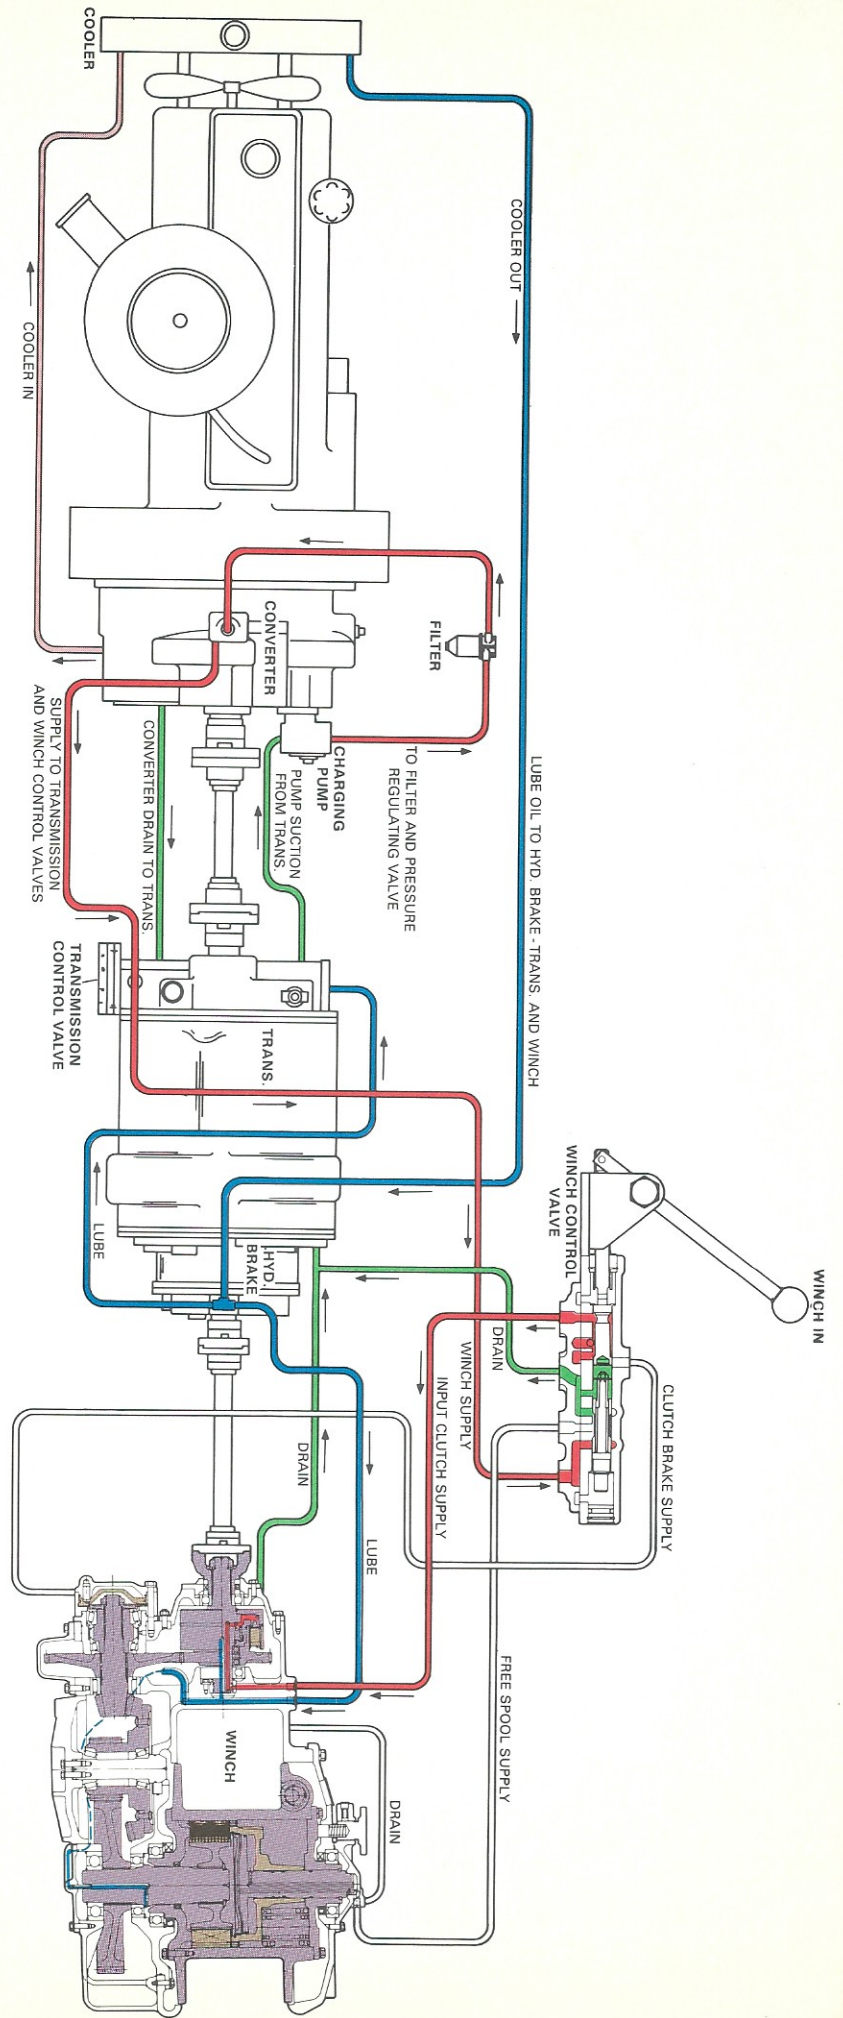 COOLER
COOLER OUT
COOLER IN
FILTER
CONVERTER
CHARGING
PUMP
TO FILTER AND PRESSURE
REGULATING VALVE
PUMP SUCTION
FROM TRANS.
CONVERTER DRAIN TO TRANS.
SUPPLY TO TRANSMISSION
AND WINCH CONTROL VALVES
LUBE OIL TO HYD. BRAKE - TRANS. AND WINCH
TRANSMISSION
CONTROL VALVE
TRANS.
LUBE
HYD.
BRAKE
WINCH CONTROL
VALVE
WINCH IN
DRAIN
WINCH SUPPLY
INPUT CLUTCH SUPPLY
CLUTCH BRAKE SUPPLY
DRAIN
LUBE
FREE SPOOL SUPPLY
WINCH
DRAIN